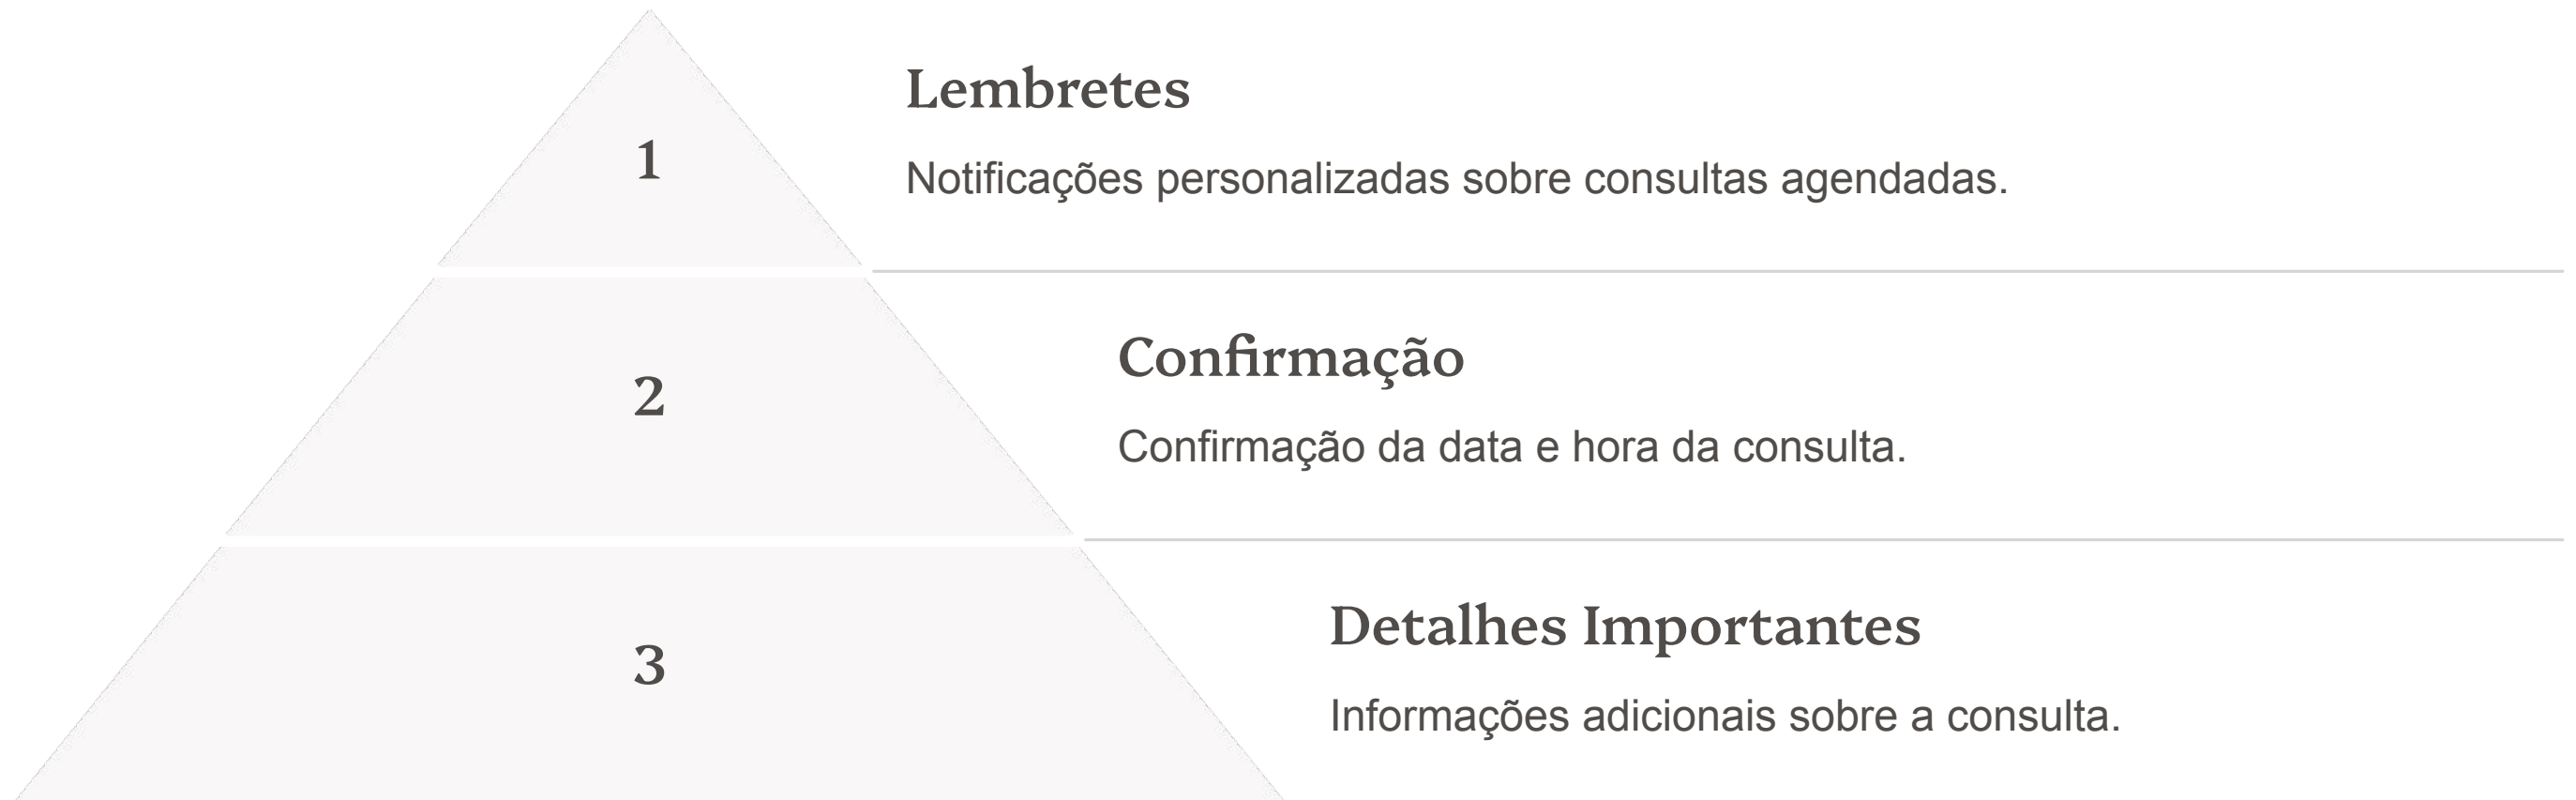 1
Lembretes
Notificações personalizadas sobre consultas agendadas.
2
Confirmação
Confirmação da data e hora da consulta.
3
Detalhes Importantes
Informações adicionais sobre a consulta.